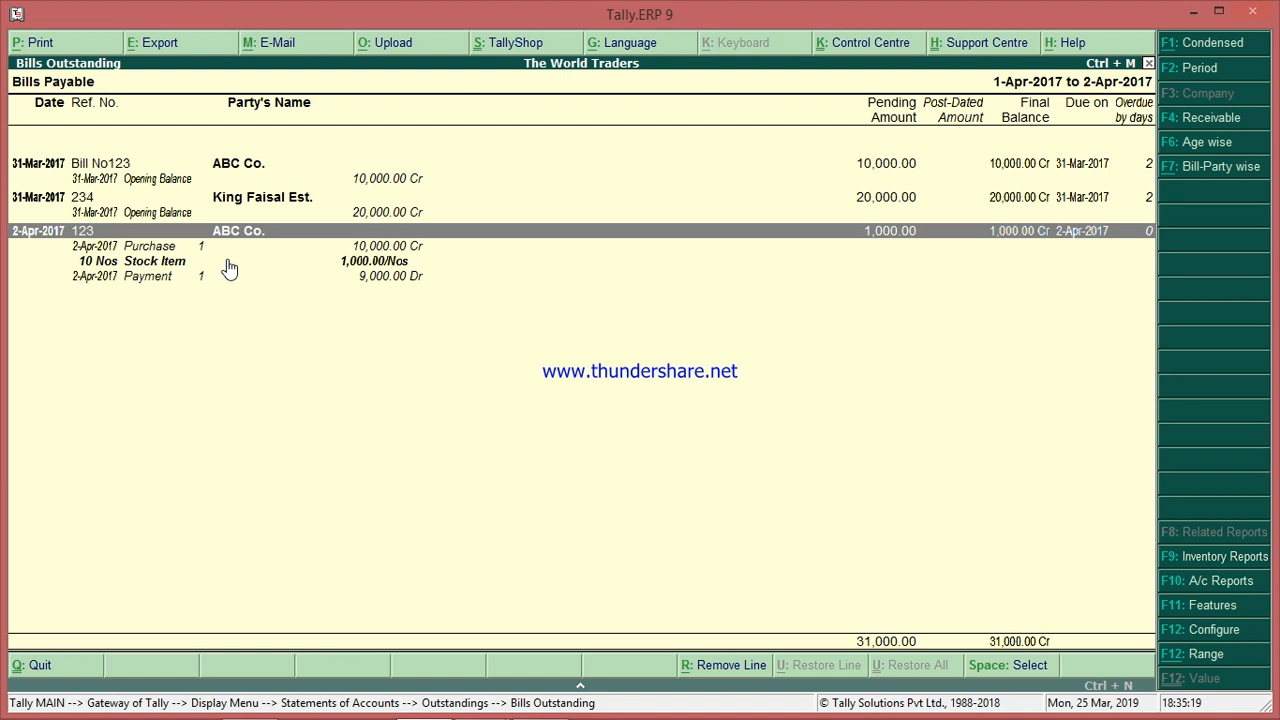 Tally.ERP 9
P: Print E: Export M: E-Mail O: Upload S: TallyShop G: Language K: Keyboard K: Control Centre H: Support Centre H: Help
Bills Outstanding The World Traders Ctrl + M
Bills Payable 1-Apr-2017 to 2-Apr-2017
Date Ref. No. Party's Name Pending Post-Dated Final Due on Overdue
Amount Amount Balance by days
31-Mar-2017 Bill No123 ABC Co. 10,000.00 10,000.00 Cr 31-Mar-2017 2
31-Mar-2017 Opening Balance 10,000.00 Cr
31-Mar-2017 234 King Faisal Est. 20,000.00 20,000.00 Cr 31-Mar-2017 2
31-Mar-2017 Opening Balance 20,000.00 Cr
2-Apr-2017 123 ABC Co. 1,000.00 1,000.00 Cr 2-Apr-2017 0
2-Apr-2017 Purchase 1 10,000.00 Cr
10 Nos Stock Item 1,000.00/Nos
2-Apr-2017 Payment 1 9,000.00 Dr
www.thundershare.net
31,000.00 31,000.00 Cr
F1: Condensed
F2: Period
F3: Company
F4: Receivable
F6: Age wise
F7: Bill-Party wise
F8: Related Reports
F9: Inventory Reports
F10: A/c Reports
F11: Features
F12: Configure
F12: Range
F12: Value
Q: Quit R: Remove Line U: Restore Line U: Restore All Space: Select
Ctrl + N
Tally MAIN --> Gateway of Tally --> Display Menu --> Statements of Accounts --> Outstandings --> Bills Outstanding © Tally Solutions Pvt Ltd., 1988-2018 Mon, 25 Mar, 2019 18:35:19